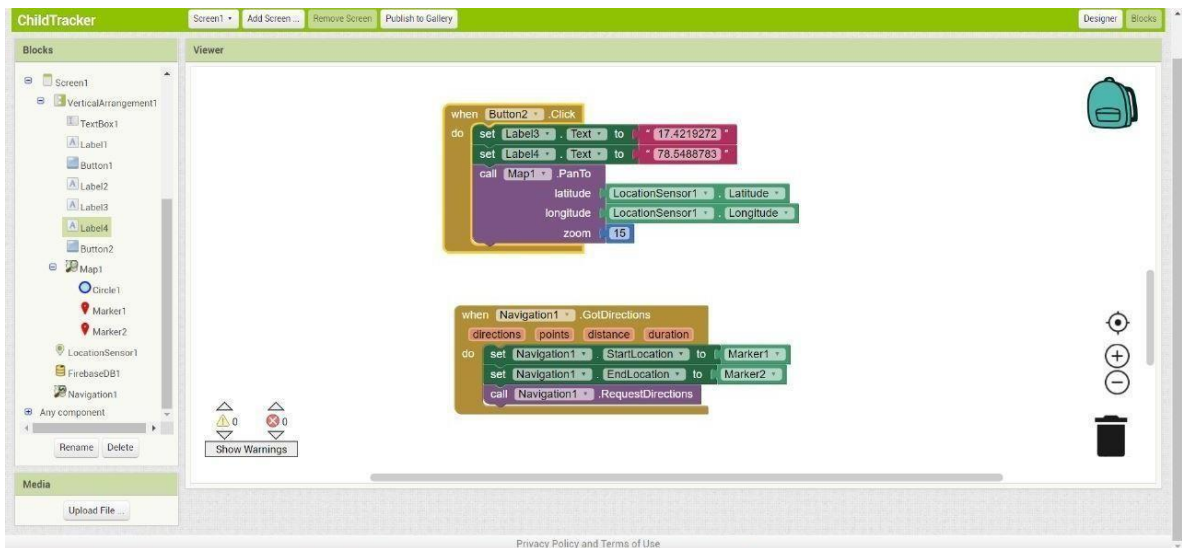 ChildTracker Screen1 Add Screen ... Remove Screen Publish to Gallery Designer Blocks
Blocks
Screen1
VerticalArrangement1
TextBox1
Label1
Button1
Label2
Label3
Label4
Button2
Map1
Circle1
Marker1
Marker2
LocationSensor1
FirebaseDB1
Navigation1
Any component
Rename Delete
Media
Upload File ...
Viewer
when Button2 .Click
do set Label3 . Text to " 17.4219272 "
set Label4 . Text to " 78.5488783 "
call Map1 .PanTo
latitude LocationSensor1 . Latitude
longitude LocationSensor1 . Longitude
zoom 15
when Navigation1 .GotDirections
directions points distance duration
do set Navigation1 . StartLocation to Marker1
set Navigation1 . EndLocation to Marker2
call Navigation1 .RequestDirections
0 0
Show Warnings
Privacy Policy and Terms of Use